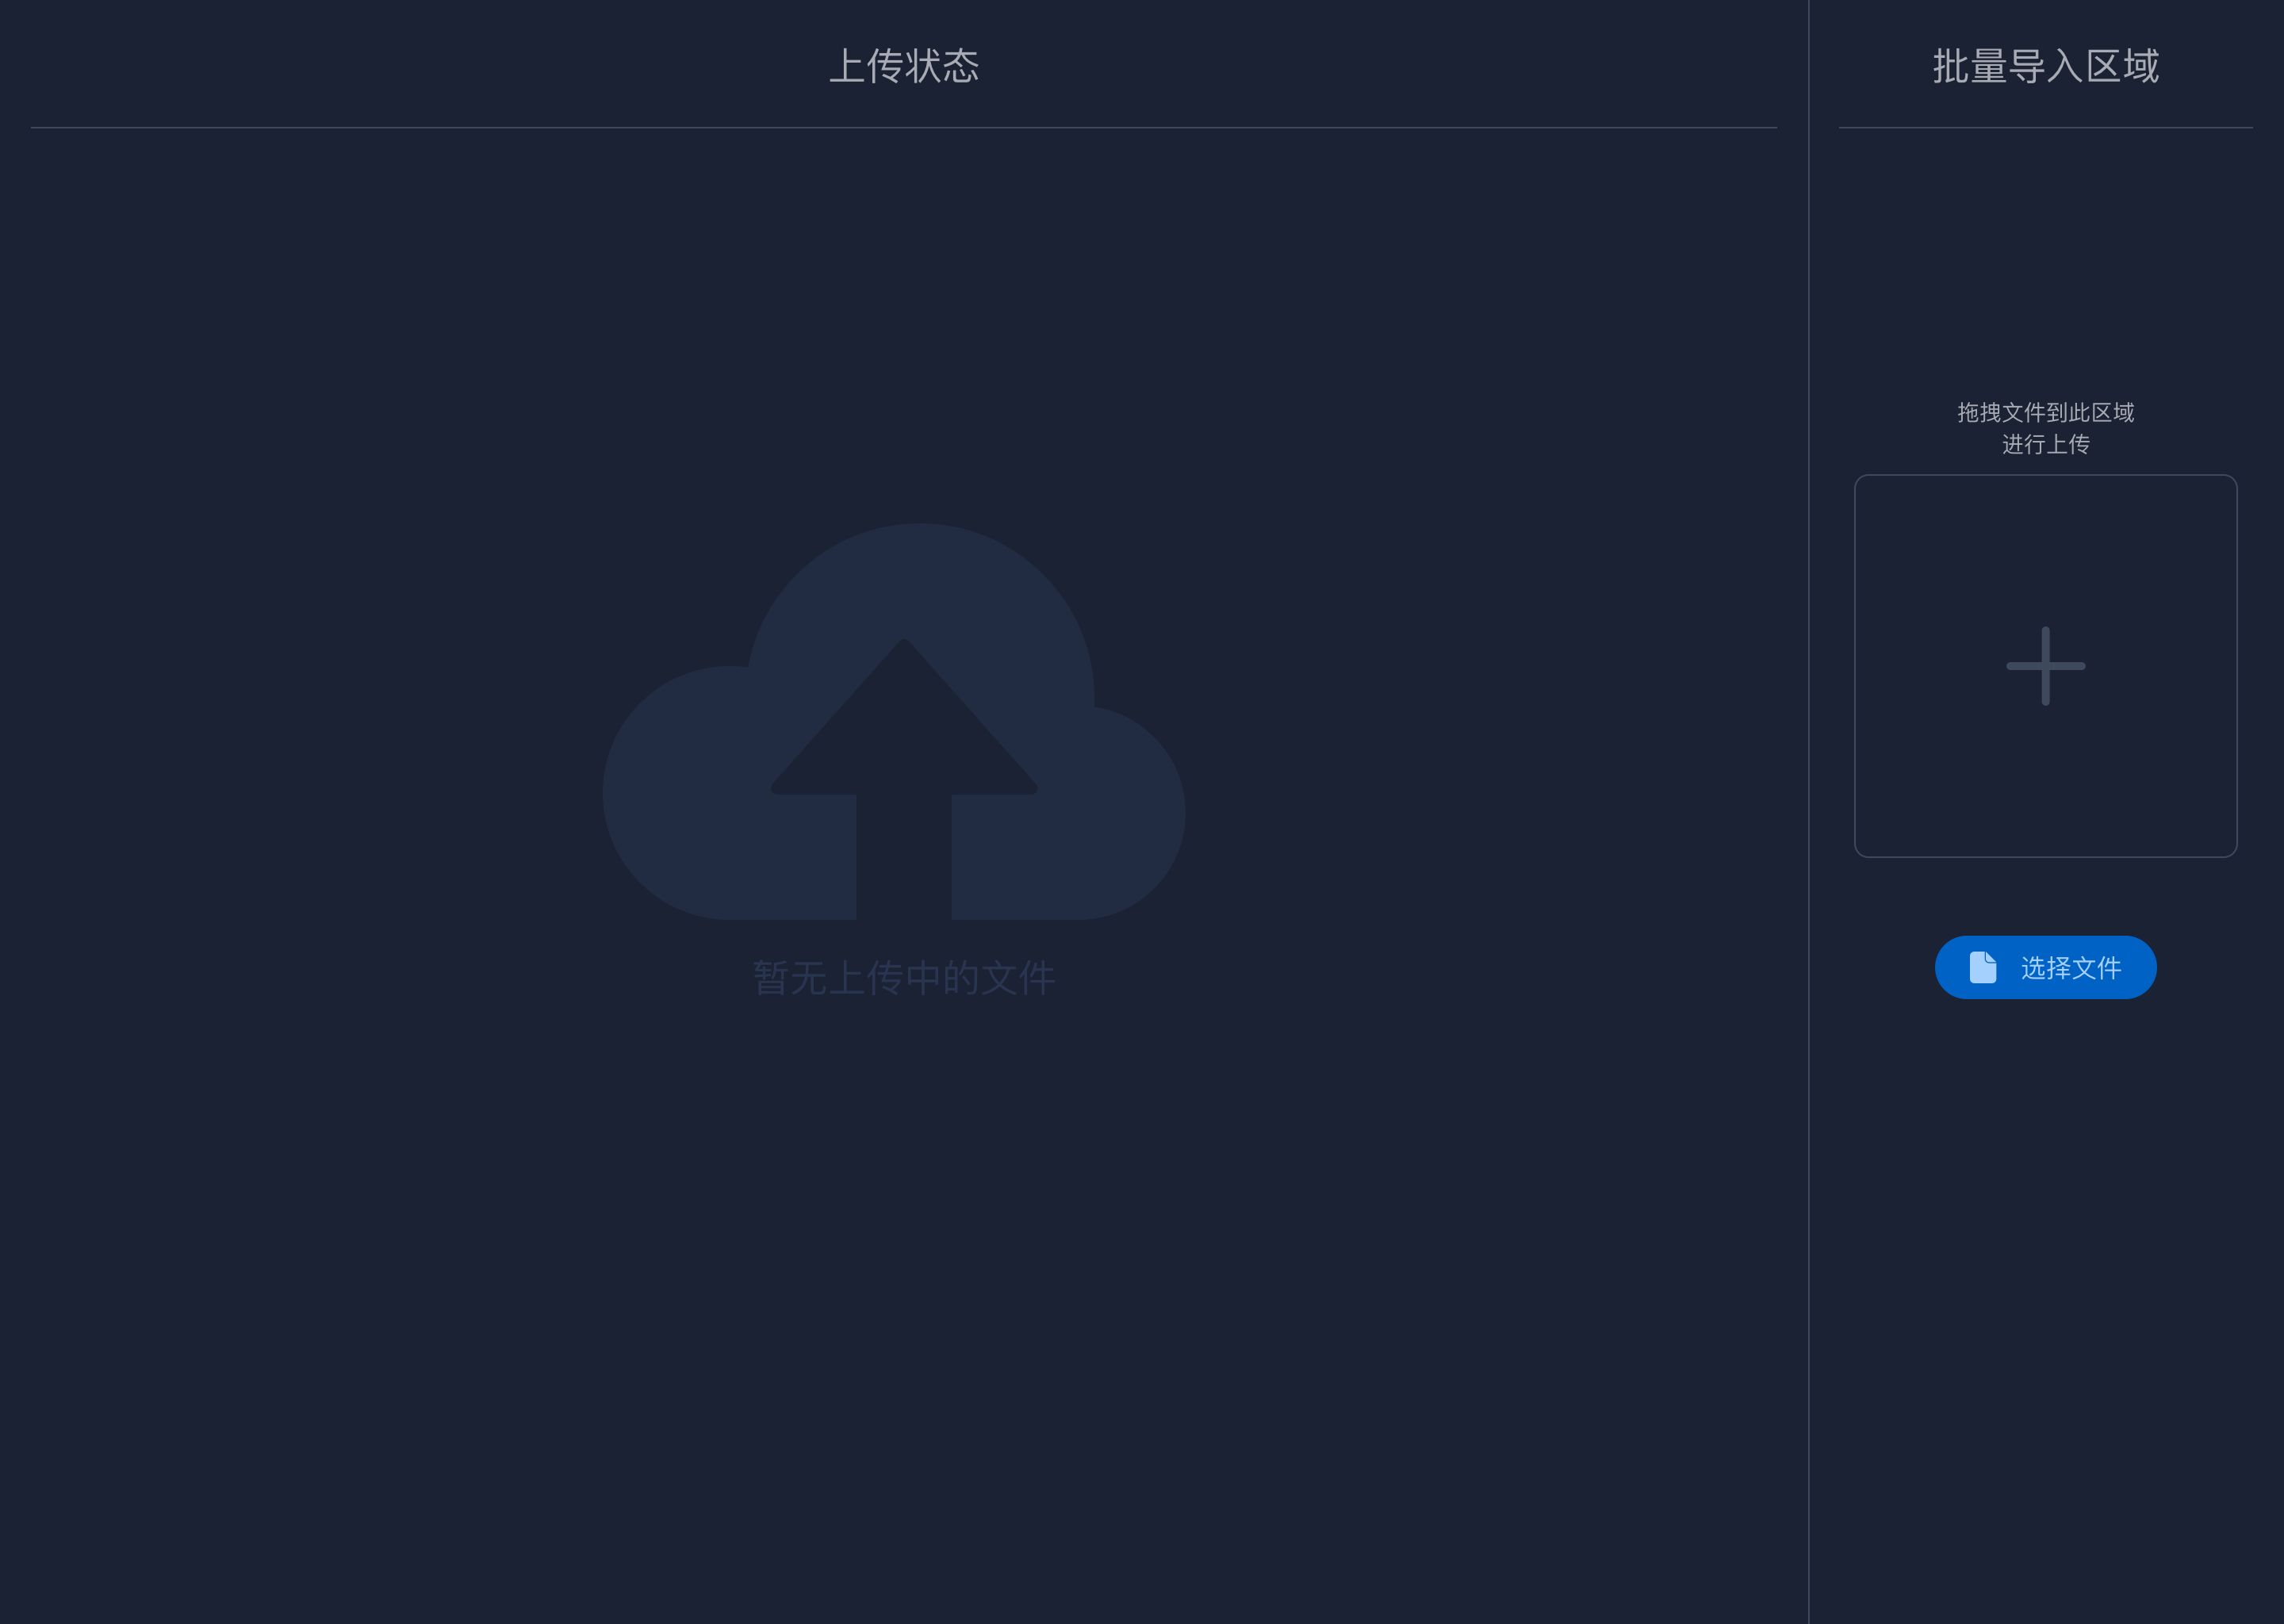 上传状态
暂无上传中的文件
批量导入区域
拖拽文件到此区域
进行上传
选择文件